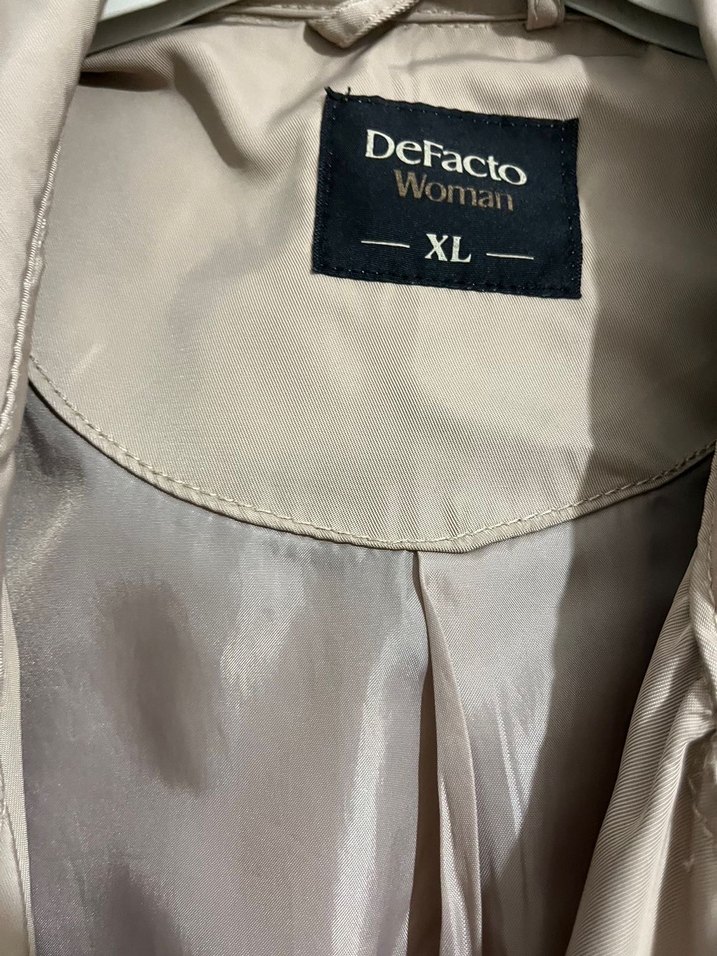 DeFacto
Woman
— XL —